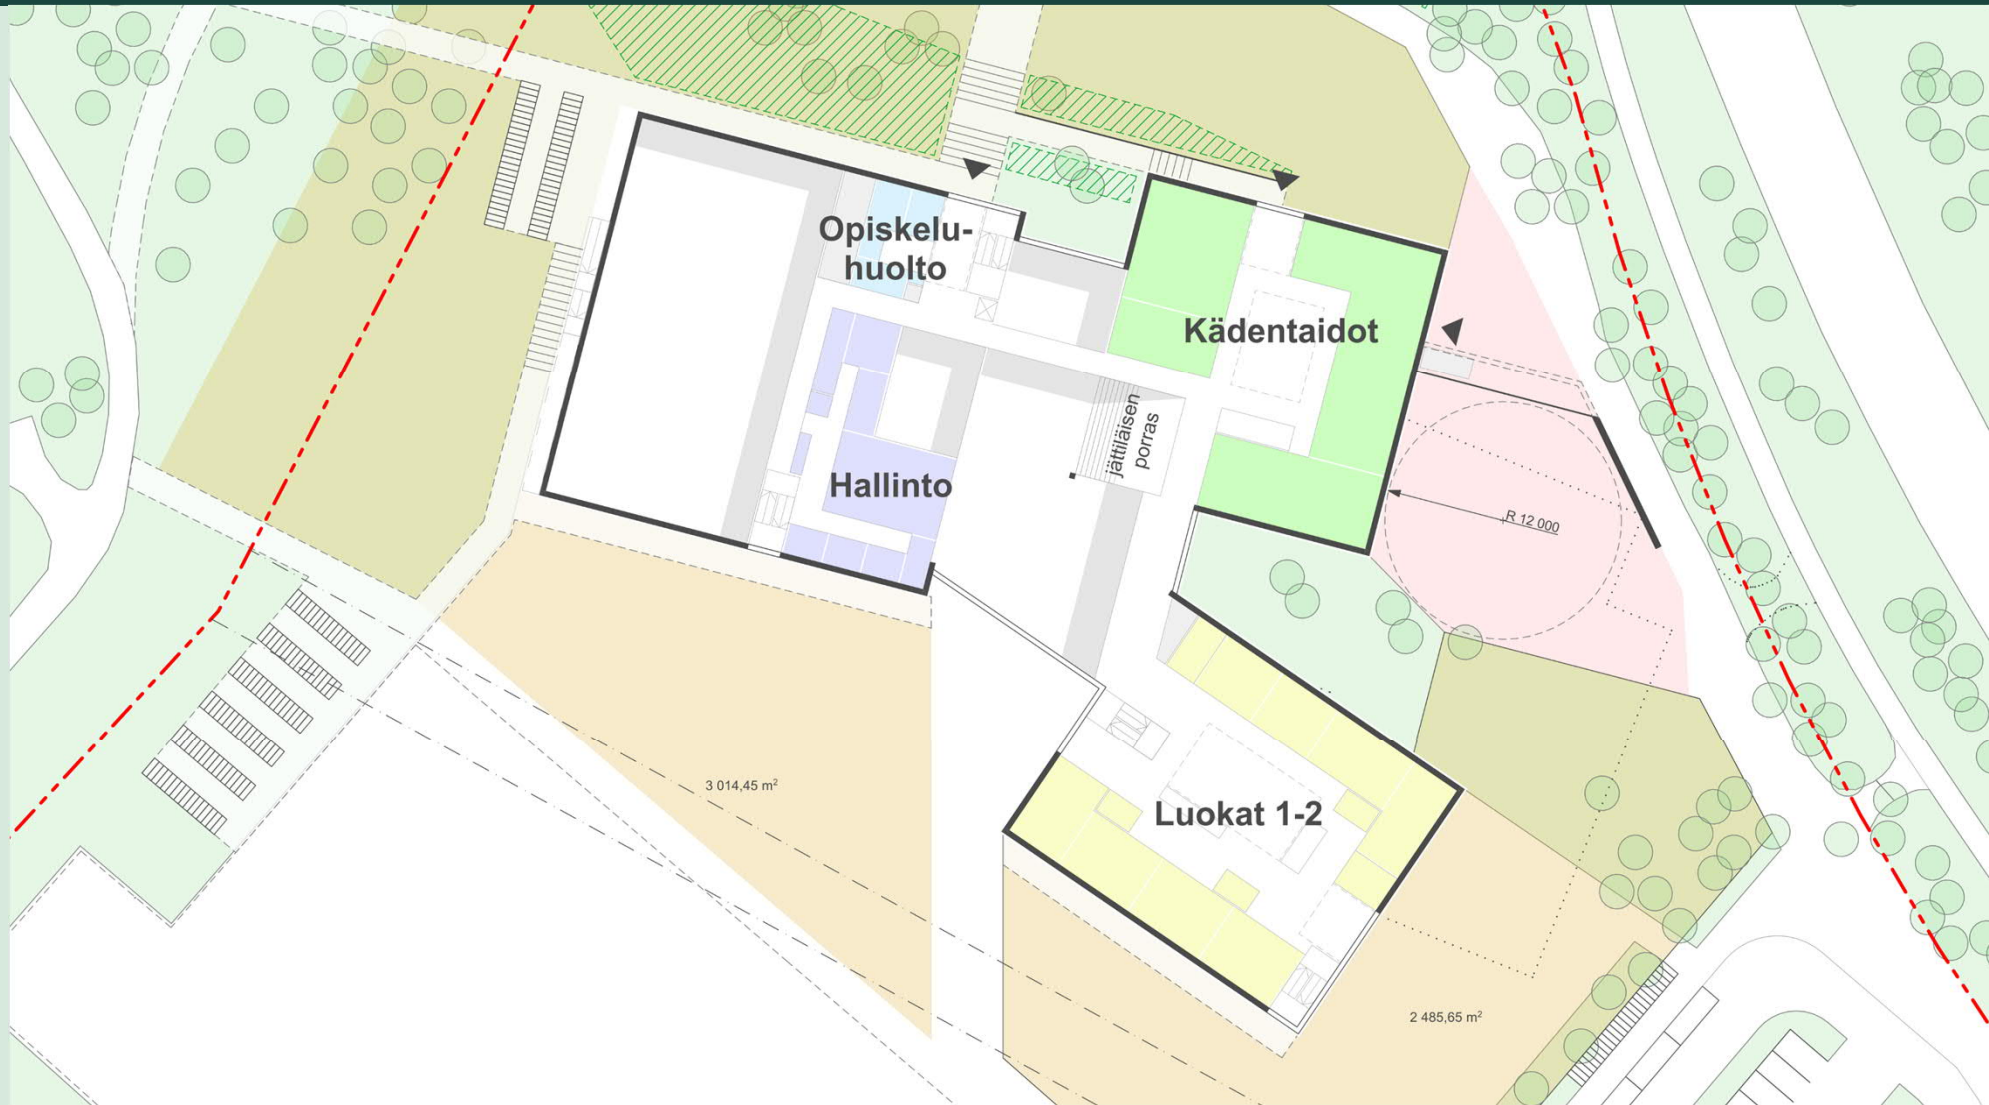 Opiskelu-
huolto
Kädentaidot
jättiläisen
porras
Hallinto
R 12 000
3 014,45 m²
Luokat 1-2
2 485,65 m²